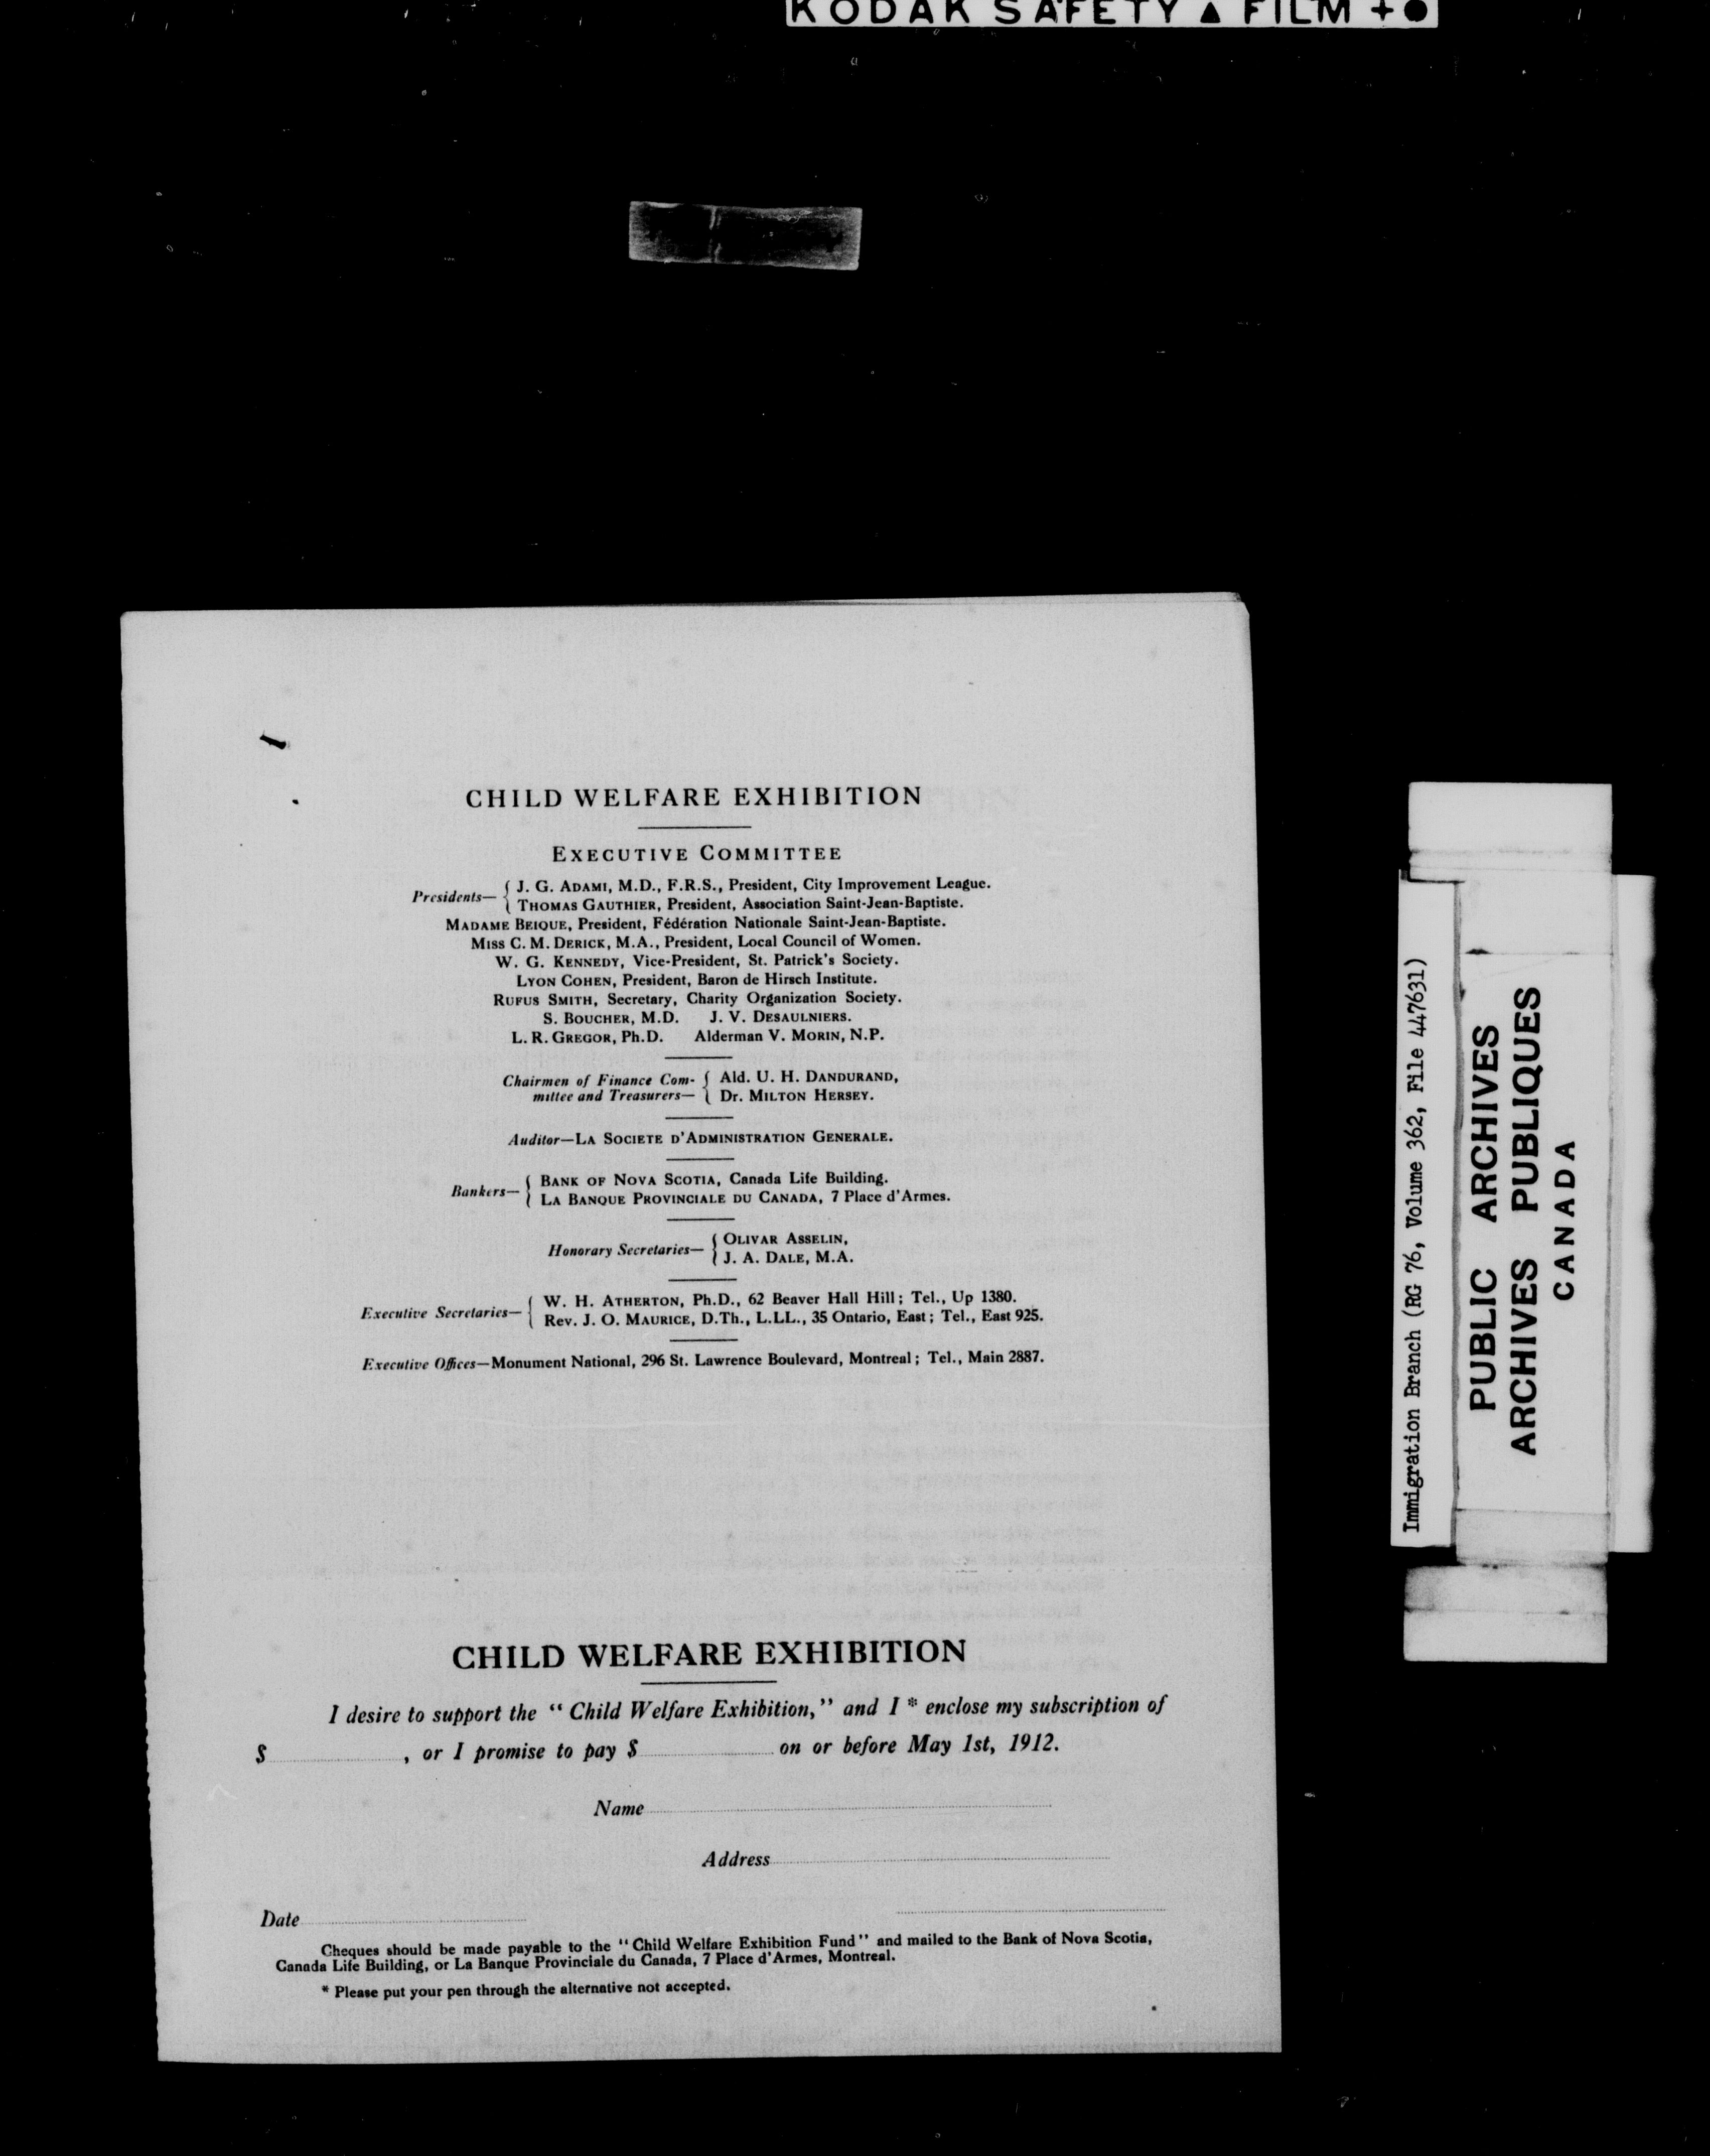 KODAK SAFETY ▲ FILM +●
CHILD WELFARE EXHIBITION
EXECUTIVE COMMITTEE
Presidents— { J. G. ADAMI, M.D., F.R.S., President, City Improvement League.
THOMAS GAUTHIER, President, Association Saint-Jean-Baptiste.
MADAME BEIQUE, President, Fédération Nationale Saint-Jean-Baptiste.
MISS C. M. DERICK, M.A., President, Local Council of Women.
W. G. KENNEDY, Vice-President, St. Patrick's Society.
LYON COHEN, President, Baron de Hirsch Institute.
RUFUS SMITH, Secretary, Charity Organization Society.
S. BOUCHER, M.D. J. V. DESAULNIERS.
L. R. GREGOR, Ph.D. Alderman V. MORIN, N.P.
Chairmen of Finance Com- { Ald. U. H. DANDURAND,
mittee and Treasurers— Dr. MILTON HERSEY.
Auditor—LA SOCIETE D'ADMINISTRATION GENERALE.
Bankers— { BANK OF NOVA SCOTIA, Canada Life Building.
LA BANQUE PROVINCIALE DU CANADA, 7 Place d'Armes.
Honorary Secretaries— { OLIVAR ASSELIN,
J. A. DALE, M.A.
Executive Secretaries— { W. H. ATHERTON, Ph.D., 62 Beaver Hall Hill; Tel., Up 1380.
Rev. J. O. MAURICE, D.Th., L.LL., 35 Ontario, East; Tel., East 925.
Executive Offices—Monument National, 296 St. Lawrence Boulevard, Montreal; Tel., Main 2887.
CHILD WELFARE EXHIBITION
I desire to support the "Child Welfare Exhibition," and I * enclose my subscription of
$ , or I promise to pay $ on or before May 1st, 1912.
Name
Address
Date
Cheques should be made payable to the "Child Welfare Exhibition Fund" and mailed to the Bank of Nova Scotia,
Canada Life Building, or La Banque Provinciale du Canada, 7 Place d'Armes, Montreal.
* Please put your pen through the alternative not accepted.
Immigration Branch (RG 76, Volume 362, File 447631)
PUBLIC ARCHIVES
ARCHIVES PUBLIQUES
CANADA